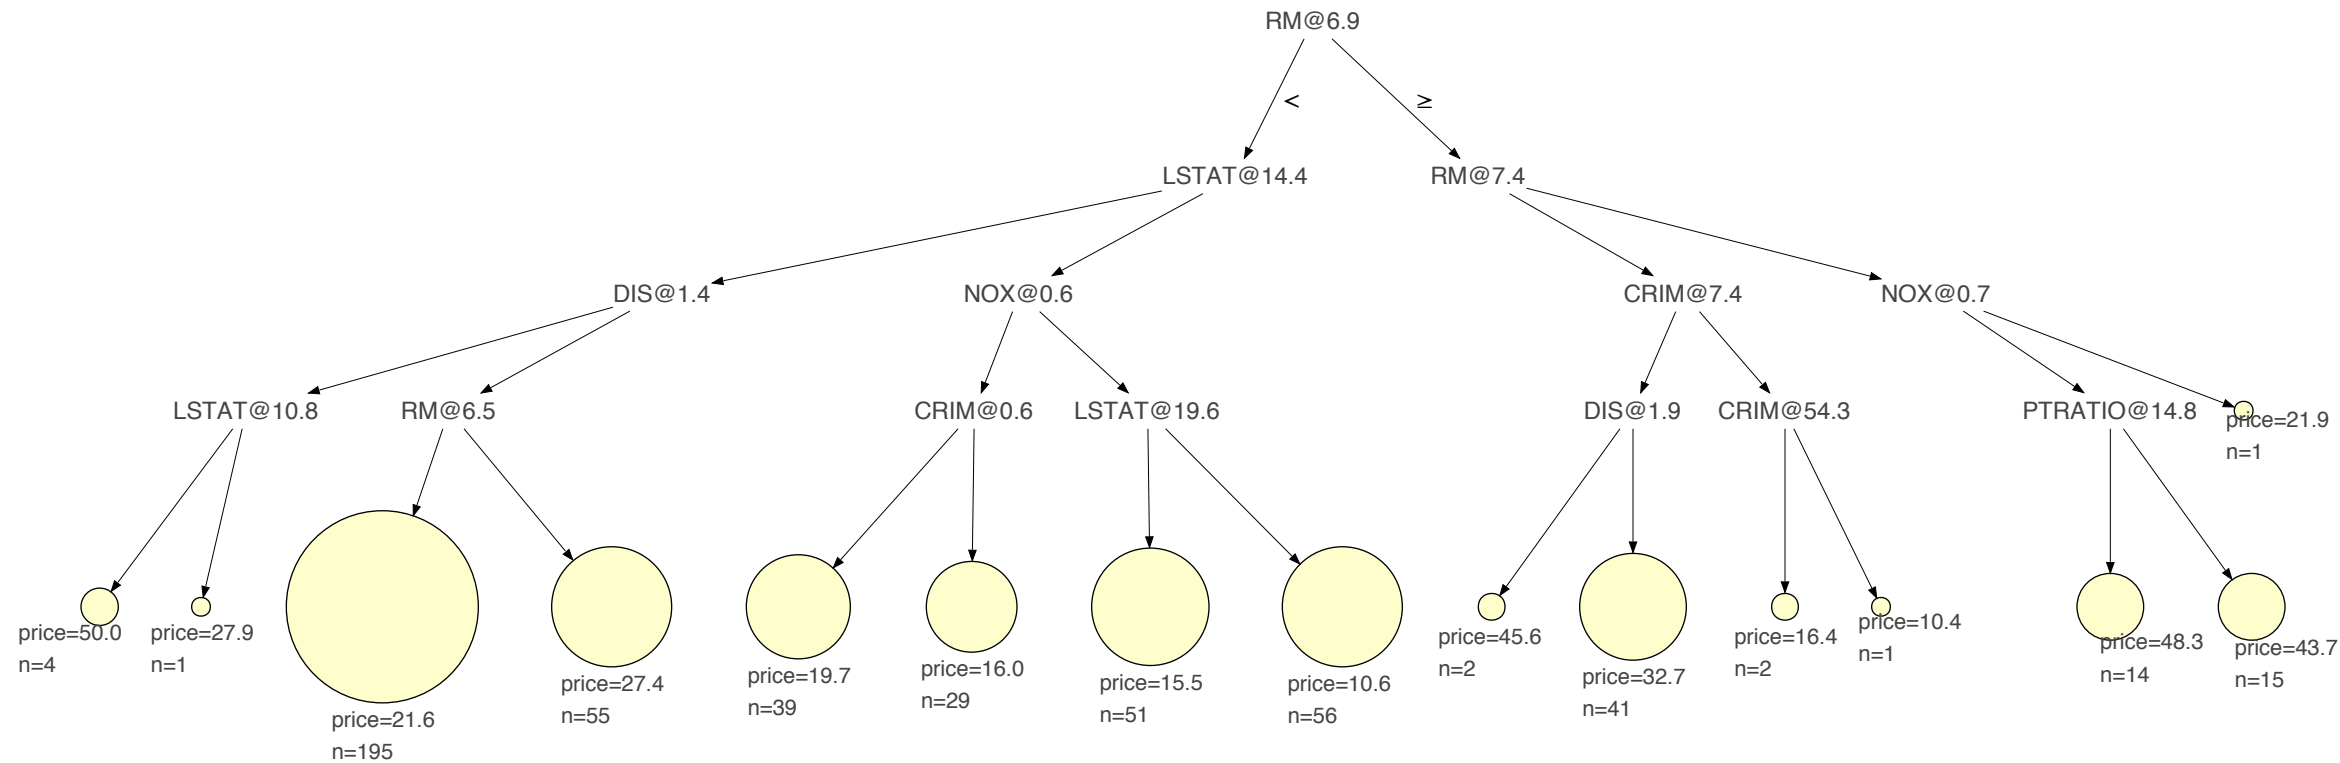 RM@6.9
<
≥
LSTAT@14.4
RM@7.4
DIS@1.4
NOX@0.6
CRIM@7.4
NOX@0.7
LSTAT@10.8
RM@6.5
CRIM@0.6
LSTAT@19.6
DIS@1.9
CRIM@54.3
PTRATIO@14.8
price=21.9
n=1
price=50.0
n=4
price=27.9
n=1
price=21.6
n=195
price=27.4
n=55
price=19.7
n=39
price=16.0
n=29
price=15.5
n=51
price=10.6
n=56
price=45.6
n=2
price=32.7
n=41
price=16.4
n=2
price=10.4
n=1
price=48.3
n=14
price=43.7
n=15